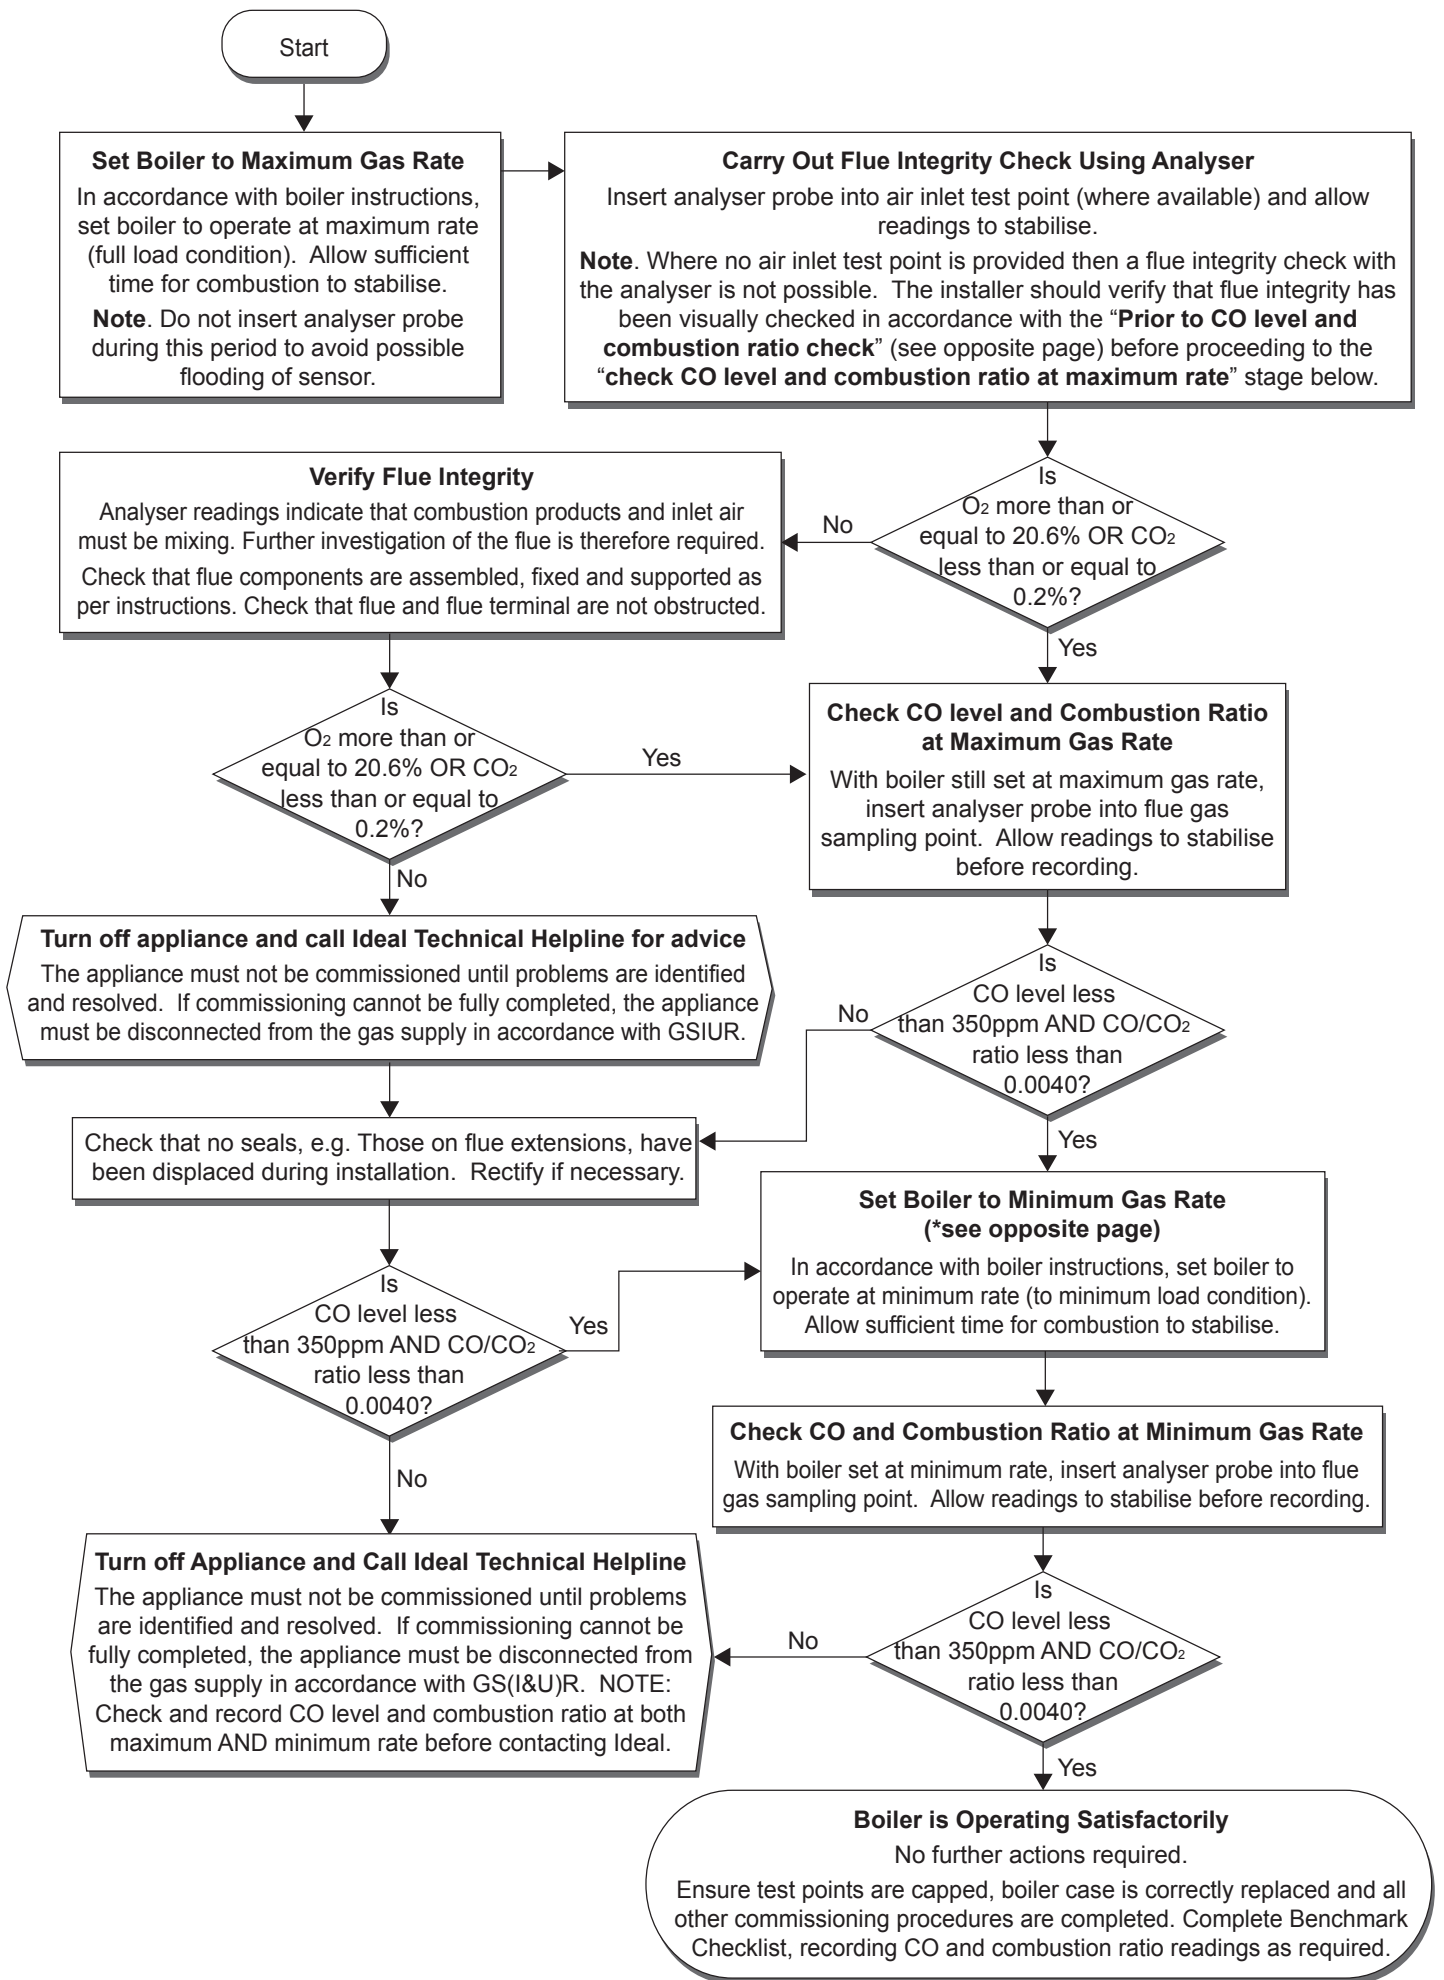 Start
Set Boiler to Maximum Gas Rate
In accordance with boiler instructions,
set boiler to operate at maximum rate
(full load condition).  Allow sufficient
time for combustion to stabilise.
Note. Do not insert analyser probe
during this period to avoid possible
flooding of sensor.
Carry Out Flue Integrity Check Using Analyser
Insert analyser probe into air inlet test point (where available) and allow
readings to stabilise.
Note. Where no air inlet test point is provided then a flue integrity check with
the analyser is not possible.  The installer should verify that flue integrity has
been visually checked in accordance with the “Prior to CO level and
combustion ratio check” (see opposite page) before proceeding to the
“check CO level and combustion ratio at maximum rate” stage below.
Is
O2 more than or
equal to 20.6% OR CO2
less than or equal to
0.2%?
No
Yes
Verify Flue Integrity
Analyser readings indicate that combustion products and inlet air
must be mixing. Further investigation of the flue is therefore required.
Check that flue components are assembled, fixed and supported as
per instructions. Check that flue and flue terminal are not obstructed.
Is
O2 more than or
equal to 20.6% OR CO2
less than or equal to
0.2%?
Yes
No
Check CO level and Combustion Ratio
at Maximum Gas Rate
With boiler still set at maximum gas rate,
insert analyser probe into flue gas
sampling point.  Allow readings to stabilise
before recording.
Turn off appliance and call Ideal Technical Helpline for advice
The appliance must not be commissioned until problems are identified
and resolved.  If commissioning cannot be fully completed, the appliance
must be disconnected from the gas supply in accordance with GSIUR.
Is
CO level less
than 350ppm AND CO/CO2
ratio less than
0.0040?
No
Yes
Check that no seals, e.g. Those on flue extensions, have
been displaced during installation.  Rectify if necessary.
Set Boiler to Minimum Gas Rate
(*see opposite page)
In accordance with boiler instructions, set boiler to
operate at minimum rate (to minimum load condition).
Allow sufficient time for combustion to stabilise.
Is
CO level less
than 350ppm AND CO/CO2
ratio less than
0.0040?
Yes
No
Check CO and Combustion Ratio at Minimum Gas Rate
With boiler set at minimum rate, insert analyser probe into flue
gas sampling point.  Allow readings to stabilise before recording.
Turn off Appliance and Call Ideal Technical Helpline
The appliance must not be commissioned until problems
are identified and resolved.  If commissioning cannot be
fully completed, the appliance must be disconnected from
the gas supply in accordance with GS(I&U)R.  NOTE:
Check and record CO level and combustion ratio at both
maximum AND minimum rate before contacting Ideal.
Is
CO level less
than 350ppm AND CO/CO2
ratio less than
0.0040?
No
Yes
Boiler is Operating Satisfactorily
No further actions required.
Ensure test points are capped, boiler case is correctly replaced and all
other commissioning procedures are completed. Complete Benchmark
Checklist, recording CO and combustion ratio readings as required.